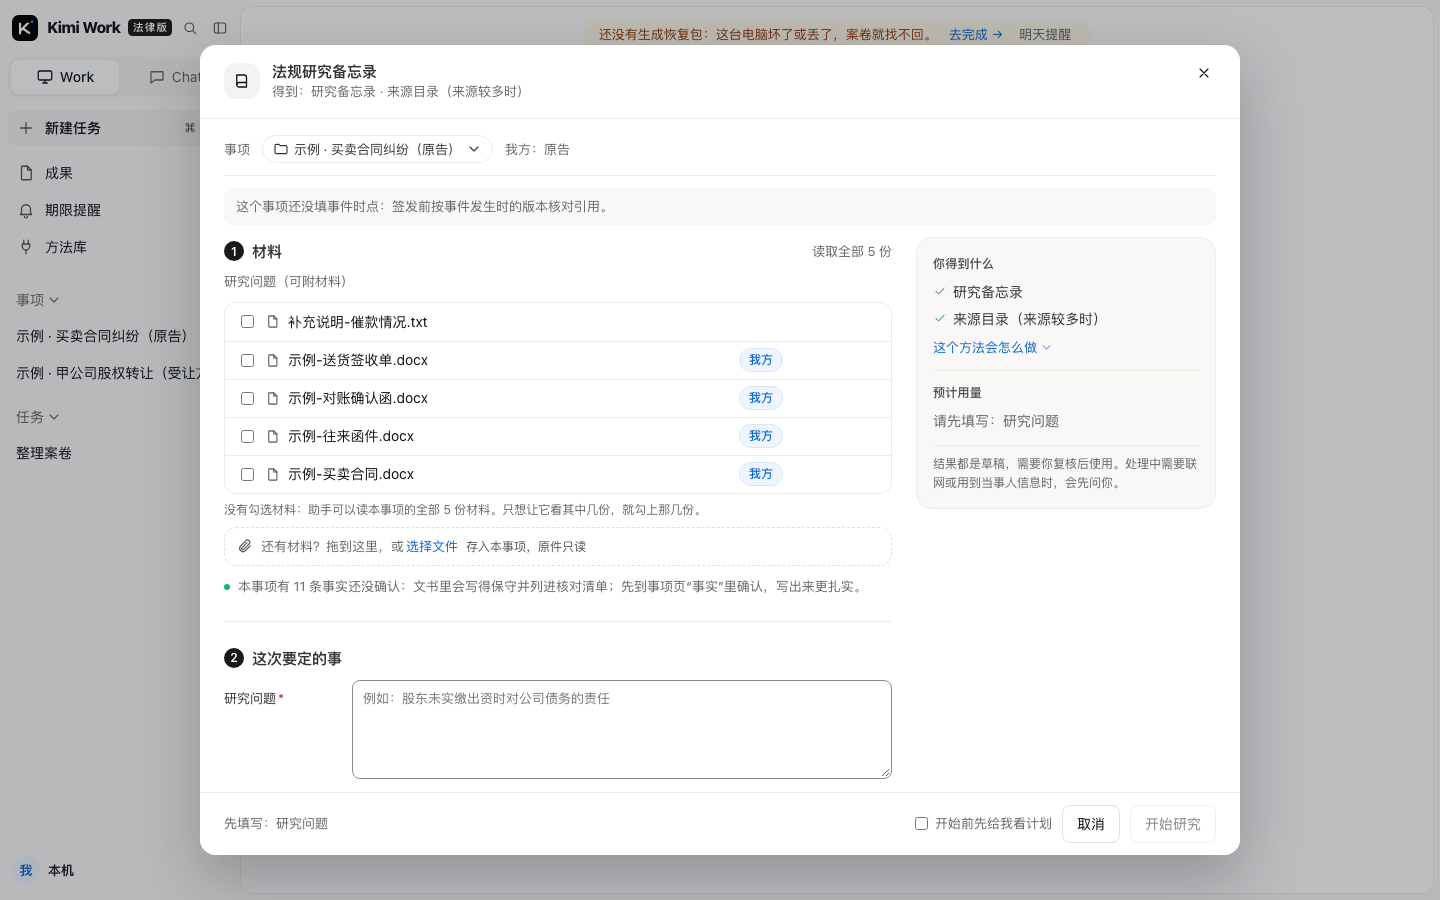 Kimi Work 法律版
还没有生成恢复包：这台电脑坏了或丢了，案卷就找不回。 去完成 → 明天提醒
Work
Chat
新建任务 ⌘
成果
期限提醒
方法库
事项
示例 · 买卖合同纠纷（原告）
示例 · 甲公司股权转让（受让
任务
整理案卷
我 本机
法规研究备忘录
得到：研究备忘录 · 来源目录（来源较多时）
事项 示例 · 买卖合同纠纷（原告） 我方：原告
这个事项还没填事件时点：签发前按事件发生时的版本核对引用。
1 材料 读取全部 5 份
研究问题（可附材料）
补充说明-催款情况.txt
示例-送货签收单.docx 我方
示例-对账确认函.docx 我方
示例-往来函件.docx 我方
示例-买卖合同.docx 我方
没有勾选材料：助手可以读本事项的全部 5 份材料。只想让它看其中几份，就勾上那几份。
还有材料？拖到这里，或选择文件 存入本事项，原件只读
本事项有 11 条事实还没确认：文书里会写得保守并列进核对清单；先到事项页“事实”里确认，写出来更扎实。
2 这次要定的事
研究问题*
例如：股东未实缴出资时对公司债务的责任
你得到什么
研究备忘录
来源目录（来源较多时）
这个方法会怎么做
预计用量
请先填写：研究问题
结果都是草稿，需要你复核后使用。处理中需要联
网或用到当事人信息时，会先问你。
先填写：研究问题
开始前先给我看计划 取消 开始研究